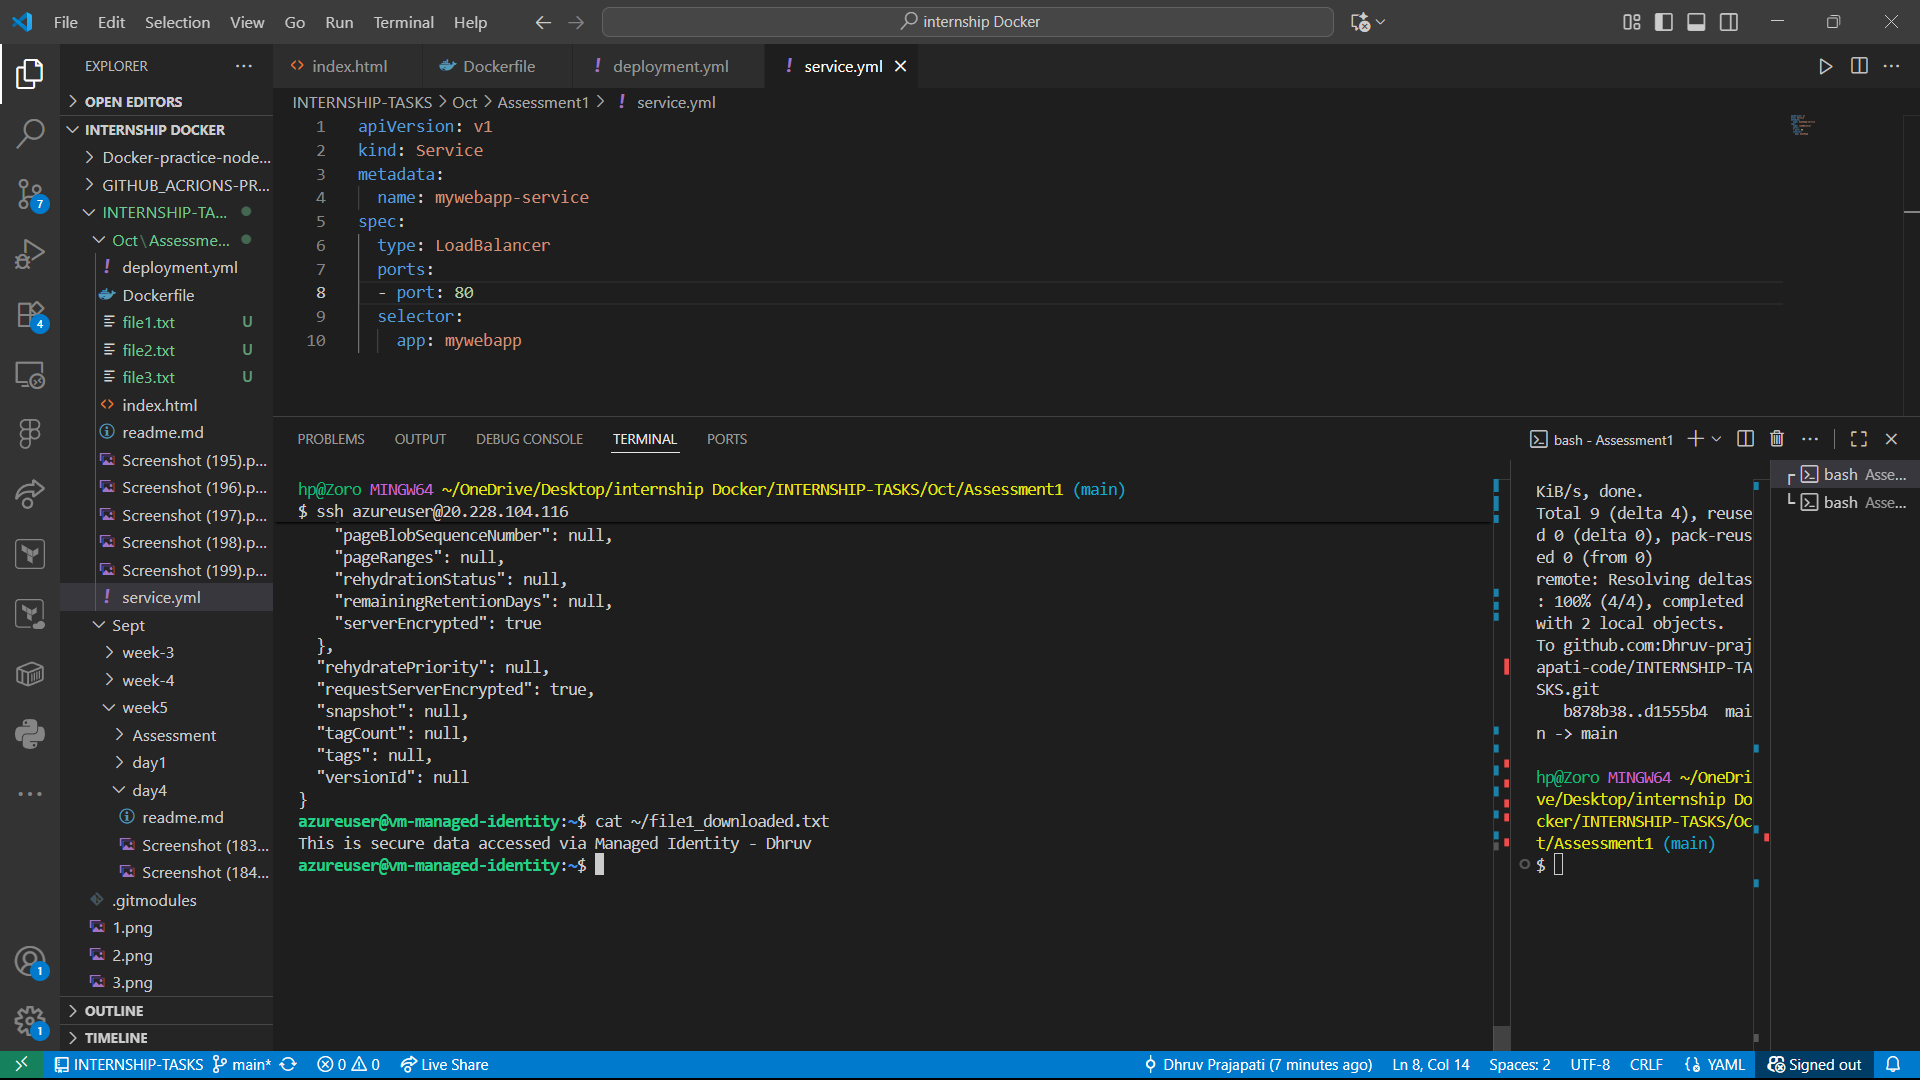 File Edit Selection View Go Run Terminal Help
internship Docker
EXPLORER
OPEN EDITORS
INTERNSHIP DOCKER
Docker-practice-node...
GITHUB_ACRIONS-PR...
INTERNSHIP-TA...
Oct\Assessme...
deployment.yml
Dockerfile
file1.txt U
file2.txt U
file3.txt U
index.html
readme.md
Screenshot (195).p...
Screenshot (196).p...
Screenshot (197).p...
Screenshot (198).p...
Screenshot (199).p...
service.yml
Sept
week-3
week-4
week5
Assessment
day1
day4
readme.md
Screenshot (183...
Screenshot (184...
.gitmodules
1.png
2.png
3.png
OUTLINE
TIMELINE
7
4
1
1
index.html Dockerfile deployment.yml service.yml
INTERNSHIP-TASKS > Oct > Assessment1 > ! service.yml
1 apiVersion: v1
2 kind: Service
3 metadata:
4 name: mywebapp-service
5 spec:
6 type: LoadBalancer
7 ports:
8 - port: 80
9 selector:
10 app: mywebapp
PROBLEMS OUTPUT DEBUG CONSOLE TERMINAL PORTS
bash - Assessment1
hp@Zoro MINGW64 ~/OneDrive/Desktop/internship Docker/INTERNSHIP-TASKS/Oct/Assessment1 (main)
$ ssh azureuser@20.228.104.116
"pageBlobSequenceNumber": null,
"pageRanges": null,
"rehydrationStatus": null,
"remainingRetentionDays": null,
"serverEncrypted": true
},
"rehydratePriority": null,
"requestServerEncrypted": true,
"snapshot": null,
"tagCount": null,
"tags": null,
"versionId": null
}
azureuser@vm-managed-identity:~$ cat ~/file1_downloaded.txt
This is secure data accessed via Managed Identity - Dhruv
azureuser@vm-managed-identity:~$
KiB/s, done.
Total 9 (delta 4), reuse
d 0 (delta 0), pack-reus
ed 0 (from 0)
remote: Resolving deltas
: 100% (4/4), completed
with 2 local objects.
To github.com:Dhruv-praj
apati-code/INTERNSHIP-TA
SKS.git
b878b38..d1555b4 mai
n -> main
hp@Zoro MINGW64 ~/OneDri
ve/Desktop/internship Do
cker/INTERNSHIP-TASKS/Oc
t/Assessment1 (main)
$
bash Asse...
bash Asse...
INTERNSHIP-TASKS main* 0 0 Live Share
Dhruv Prajapati (7 minutes ago) Ln 8, Col 14 Spaces: 2 UTF-8 CRLF {} YAML Signed out